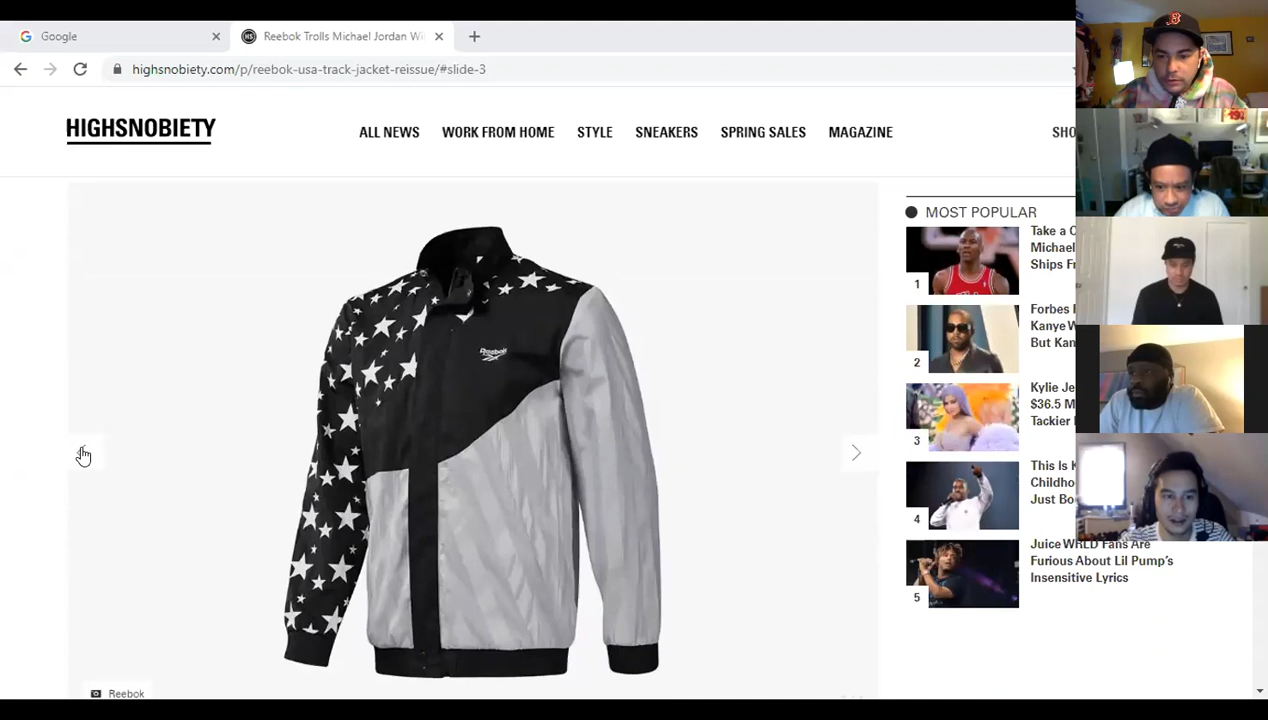 Google
Reebok Trolls Michael Jordan Wi
highsnobiety.com/p/reebok-usa-track-jacket-reissue/#slide-3
HIGHSNOBIETY
ALL NEWS WORK FROM HOME STYLE SNEAKERS SPRING SALES MAGAZINE SHO
MOST POPULAR
Take a C
Michael
Ships Fr
1
Forbes
Kanye W
But Kan
2
Kylie Je
$36.5 M
Tackier
3
This Is K
Childho
Just Bo
4
Juice WRLD Fans Are
Furious About Lil Pump's
Insensitive Lyrics
5
Reebok
Reebok
B